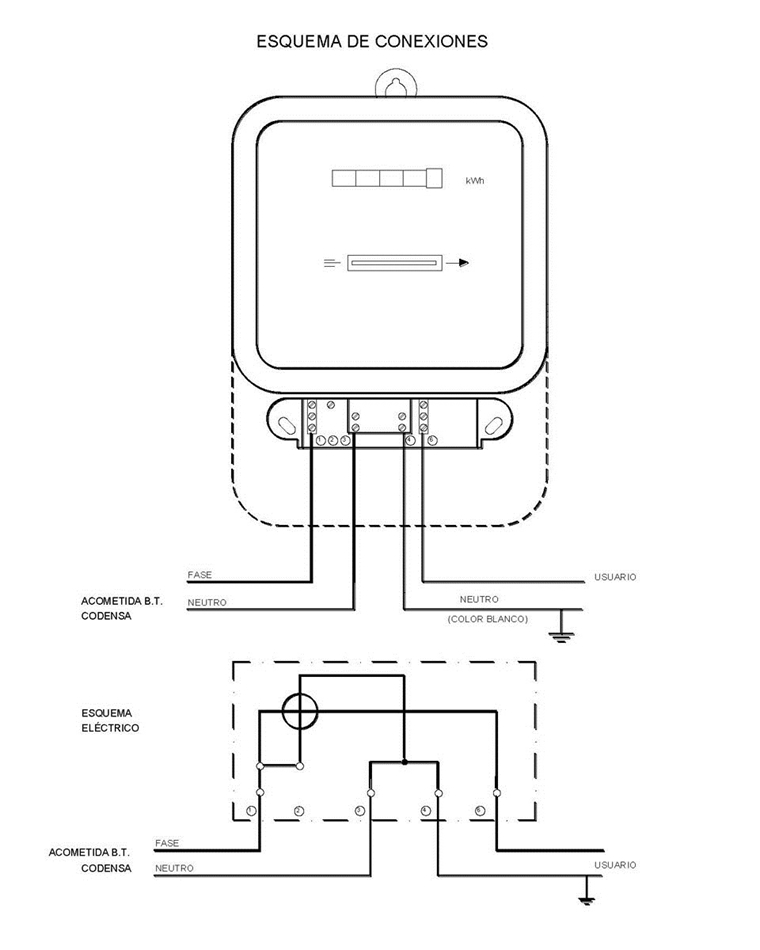 ESQUEMA DE CONEXIONES
kWh
1 2 3 4 6
FASE
USUARIO
ACOMETIDA B.T.
CODENSA
NEUTRO
NEUTRO
(COLOR BLANCO)
ESQUEMA
ELÉCTRICO
1 2 3 4 6
FASE
ACOMETIDA B.T.
CODENSA
NEUTRO
USUARIO